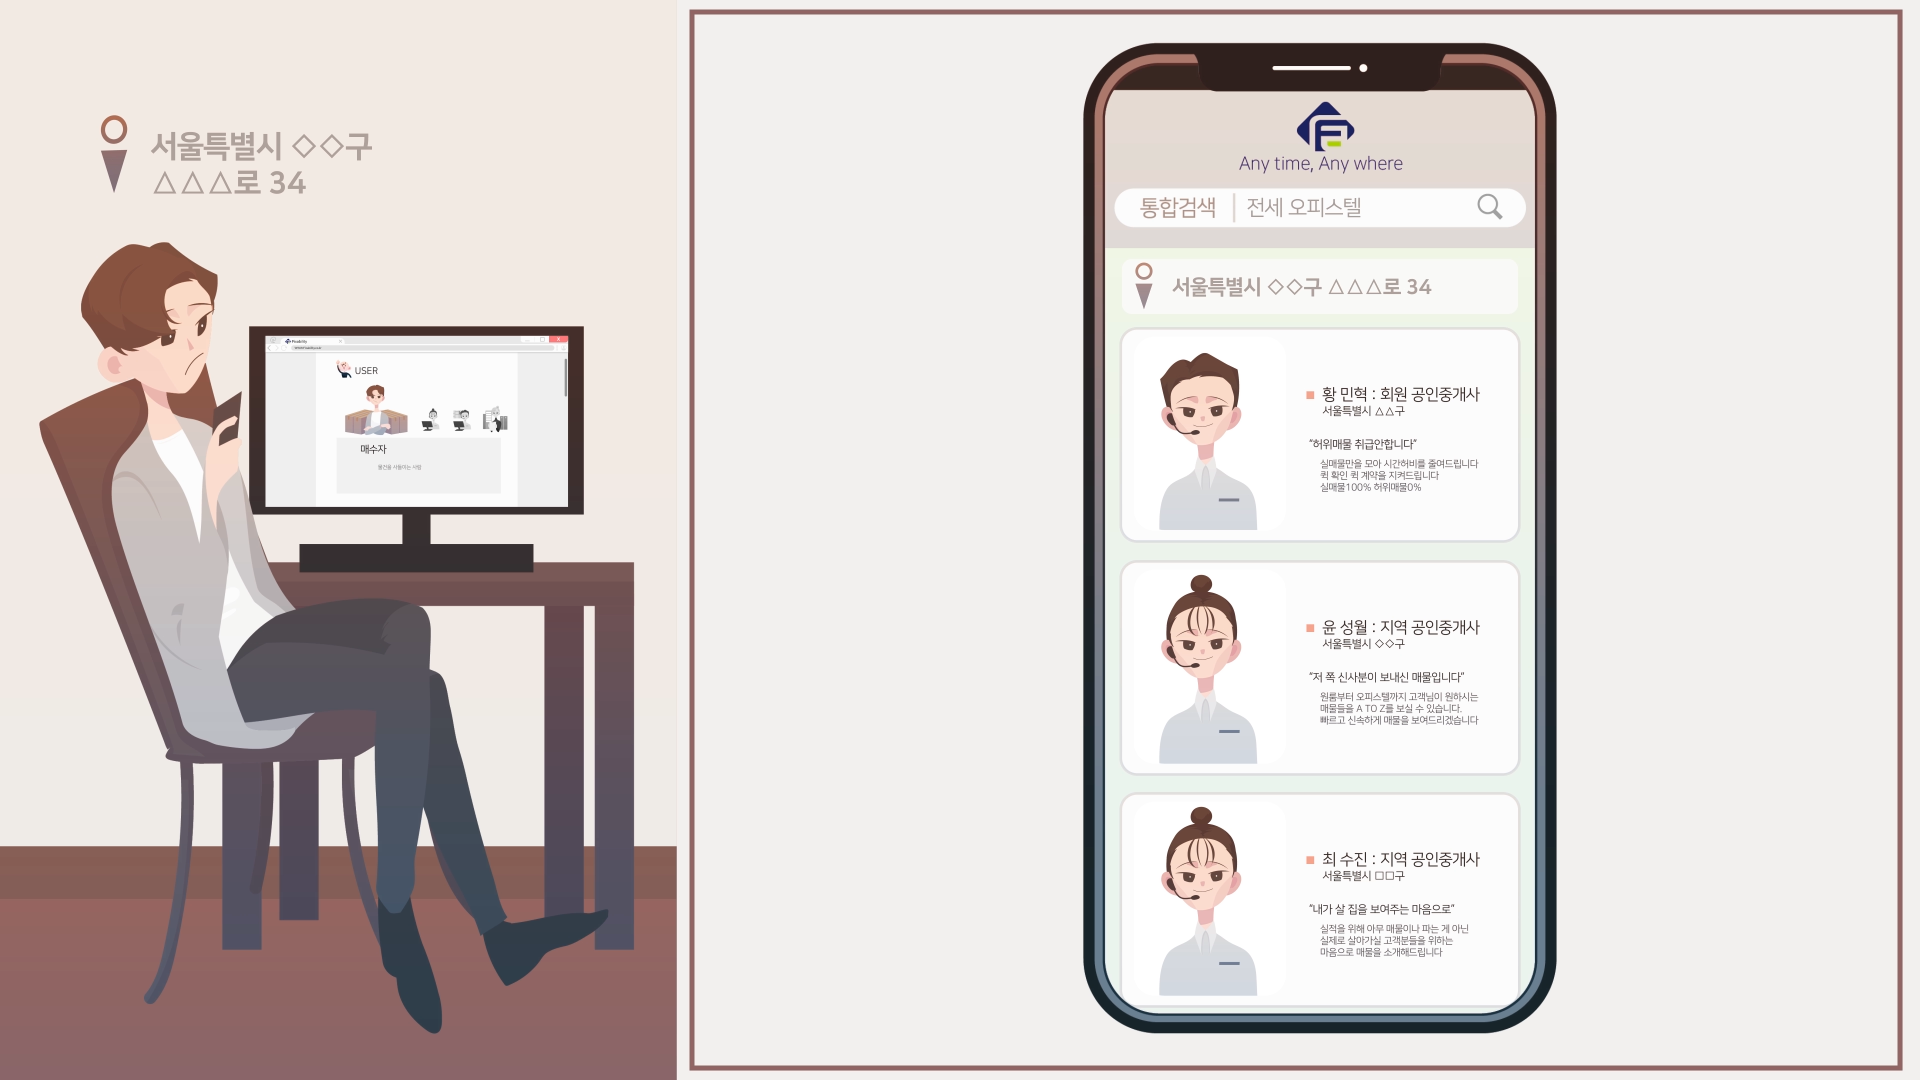 서울특별시 ◇◇구
△△△로 34
USER
매수자
물건을 사용하는 사람
Any time, Any where
통합검색 | 전세 오피스텔
서울특별시 ◇◇구 △△△로 34
황 민혁 : 회원 공인중개사
서울특별시 △△구
“허위매물 취급안합니다”
실매물만을 모아 시간허비를 줄여드립니다
퀵 확인 퀵 계약을 지켜드립니다
실매물100% 허위매물0%
윤 성월 : 지역 공인중개사
서울특별시 ◇◇구
“저 쪽 신사분이 보내신 매물입니다”
원룸부터 오피스텔까지 고객님이 원하시는
매물들을 A TO Z를 보실 수 있습니다.
빠르고 신속하게 매물을 보여드리겠습니다
최 수진 : 지역 공인중개사
서울특별시 □□구
“내가 살 집을 보여주는 마음으로”
실적을 위해 아무 매물이나 파는 게 아닌
실제로 살아가실 고객분들을 위하는
마음으로 매물을 소개해드립니다